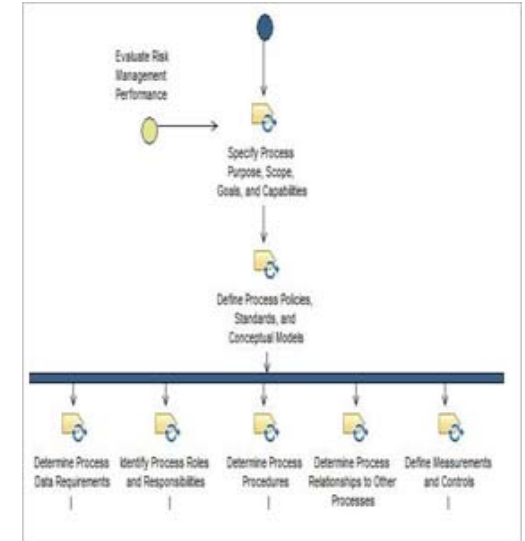 Evaluate Risk
Management
Performance
Specify Process
Purpose, Scope,
Goals, and Capabilities
Define Process Policies,
Standards, and
Conceptual Models
Determine Process
Data Requirements
Identify Process Roles
and Responsibilities
Determine Process
Procedures
Determine Process
Relationships to Other
Processes
Define Measurements
and Controls